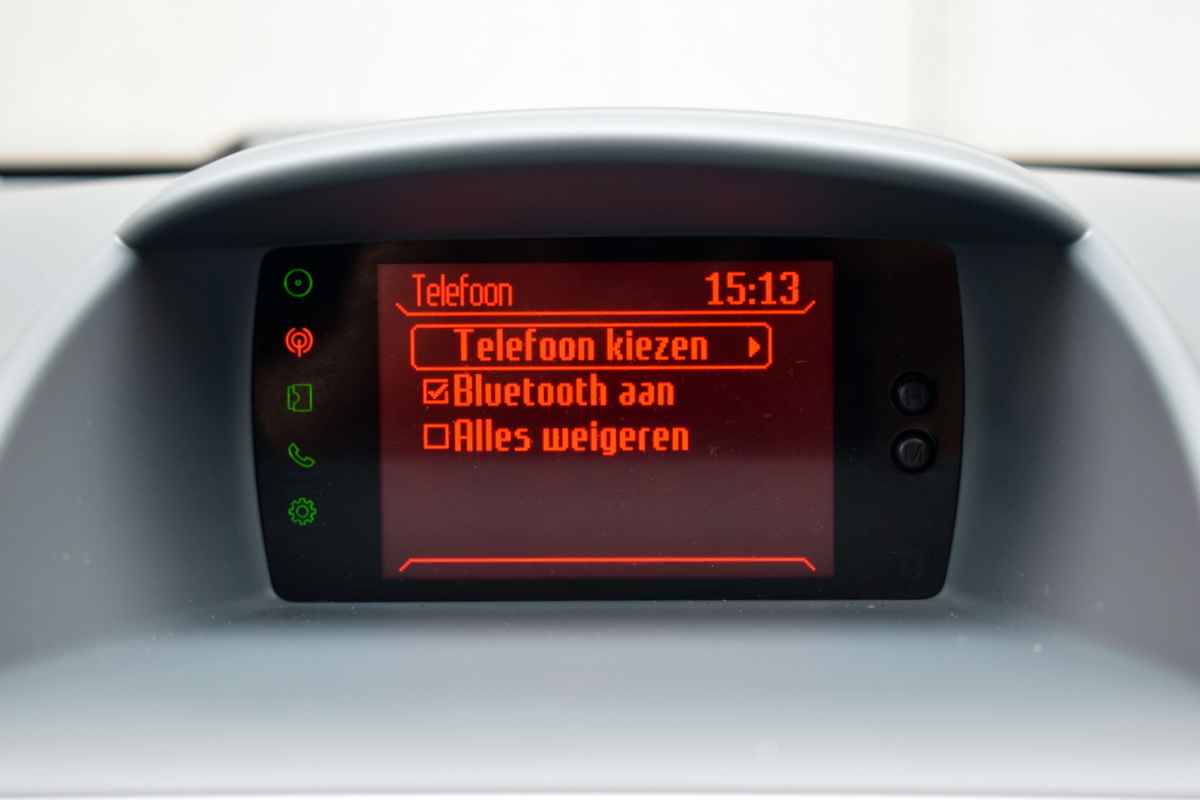 Telefoon 15:13
Telefoon kiezen
Bluetooth aan
Alles weigeren
H
M